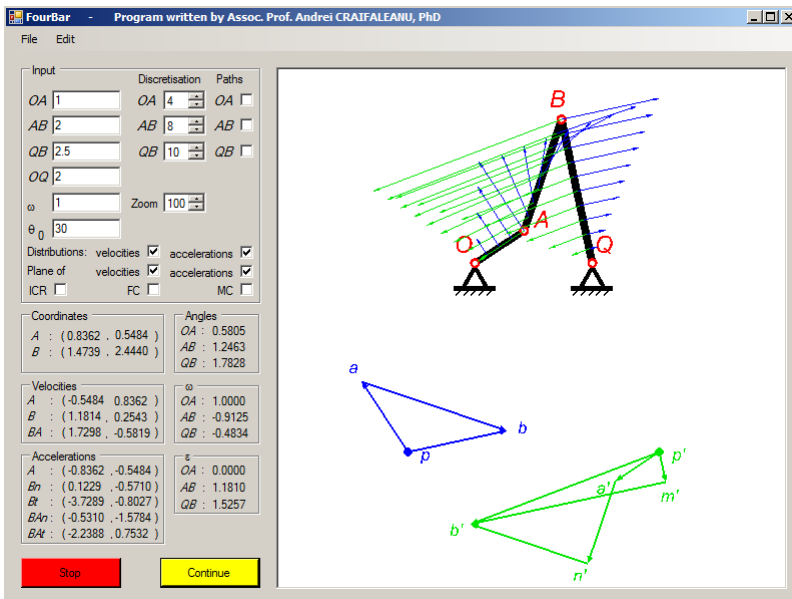 FourBar - Program written by Assoc. Prof. Andrei CRAIFALEANU, PhD
File Edit
Input
Discretisation Paths
OA 1 OA 4 OA
AB 2 AB 8 AB
QB 2.5 QB 10 QB
OQ 2
ω 1 Zoom 100
θ0 30
Distributions: velocities accelerations
Plane of velocities accelerations
ICR FC MC
Coordinates
A : ( 0.8362 , 0.5484 )
B : ( 1.4739 , 2.4440 )
Angles
OA : 0.5805
AB : 1.2463
QB : 1.7828
Velocities
A : (-0.5484 0.8362 )
B : ( 1.1814 , 0.2543 )
BA : ( 1.7298 , -0.5819 )
ω
OA : 1.0000
AB : -0.9125
QB : -0.4834
Accelerations
A : (-0.8362 , -0.5484 )
Bn : ( 0.1229 , -0.5710 )
Bt : (-3.7289 , -0.8027 )
BAn : (-0.5310 , -1.5784 )
BAt : (-2.2388 , 0.7532 )
ε
OA : 0.0000
AB : 1.1810
QB : 1.5257
Stop Continue
B
A
O
Q
a
b
p
p'
a'
m'
b'
n'